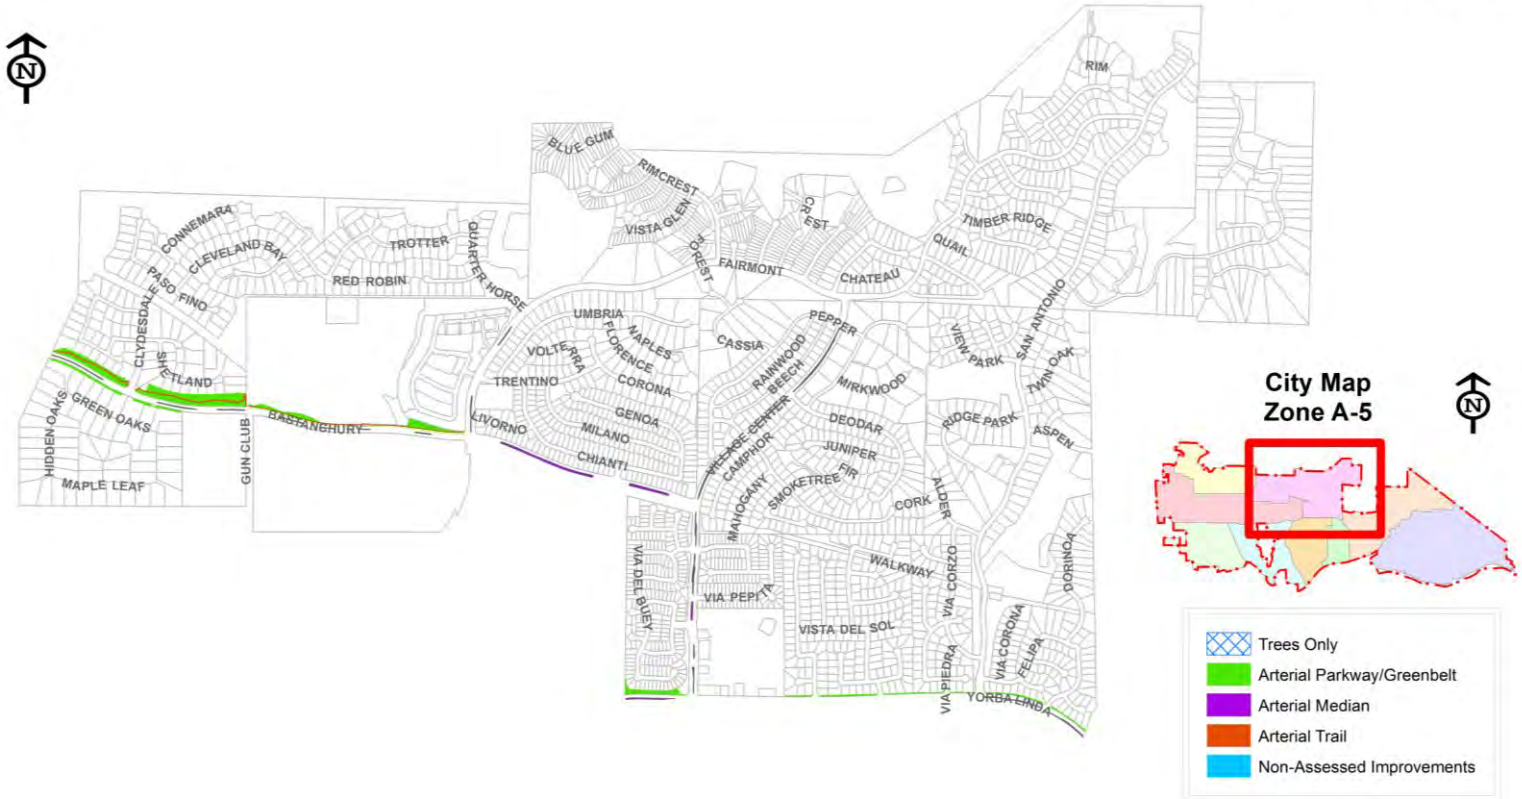 N
RIM
BLUE GUM
RIMCREST
VISTA GLEN
CREST
FOREST
TIMBER RIDGE
QUAIL
CONNEMARA
CLEVELAND BAY
TROTTER
QUARTER HORSE
FAIRMONT
CHATEAU
PASO FINO
RED ROBIN
CLYDESDALE
UMBRIA
NAPLES
FLORENCE
VOLTERRA
CORONA
TRENTINO
GENOA
MILANO
LIVORNO
CHIANTI
CASSIA
PEPPER
RAINWOOD
BEECH
VIEW PARK
SAN ANTONIO
TWIN OAK
MIRKWOOD
SHETLAND
GREEN OAKS
HIDDEN OAKS
BASTANCHURY
GUN CLUB
MAPLE LEAF
VILLAGE CENTER
CAMPHOR
DEODAR
RIDGE PARK
ASPEN
JUNIPER
FIR
SMOKETREE
MAHOGANY
CORK
ALDER
WALKWAY
VIA DEL BUEY
VIA PEPITA
VIA CORZO
DORINOA
VISTA DEL SOL
VIA CORONA
FELIPA
VIA PIEDRA
YORBA LINDA
City Map
Zone A-5
N
Trees Only
Arterial Parkway/Greenbelt
Arterial Median
Arterial Trail
Non-Assessed Improvements